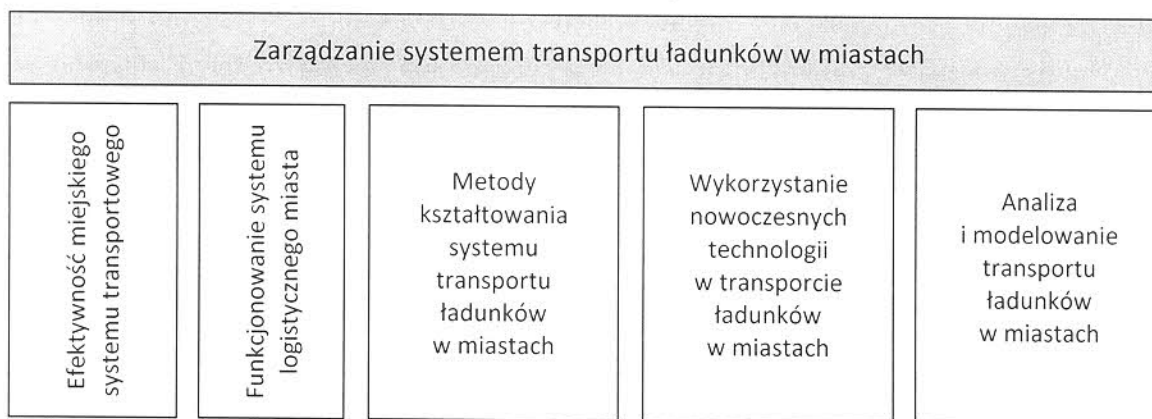 Zarządzanie systemem transportu ładunków w miastach
Efektywność miejskiego
systemu transportowego
Funkcjonowanie systemu
logistycznego miasta
Metody
kształtowania
systemu
transportu
ładunków
w miastach
Wykorzystanie
nowoczesnych
technologii
w transporcie
ładunków
w miastach
Analiza
i modelowanie
transportu
ładunków
w miastach